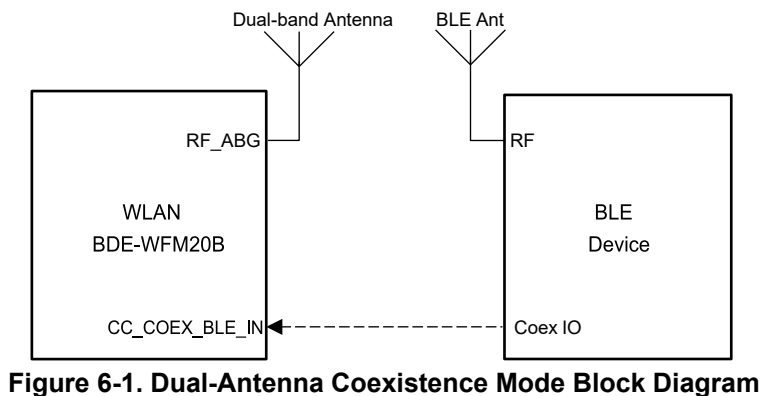 Dual-band Antenna
BLE Ant
RF_ABG
RF
WLAN
BDE-WFM20B
BLE
Device
CC_COEX_BLE_IN
Coex IO
Figure 6-1. Dual-Antenna Coexistence Mode Block Diagram